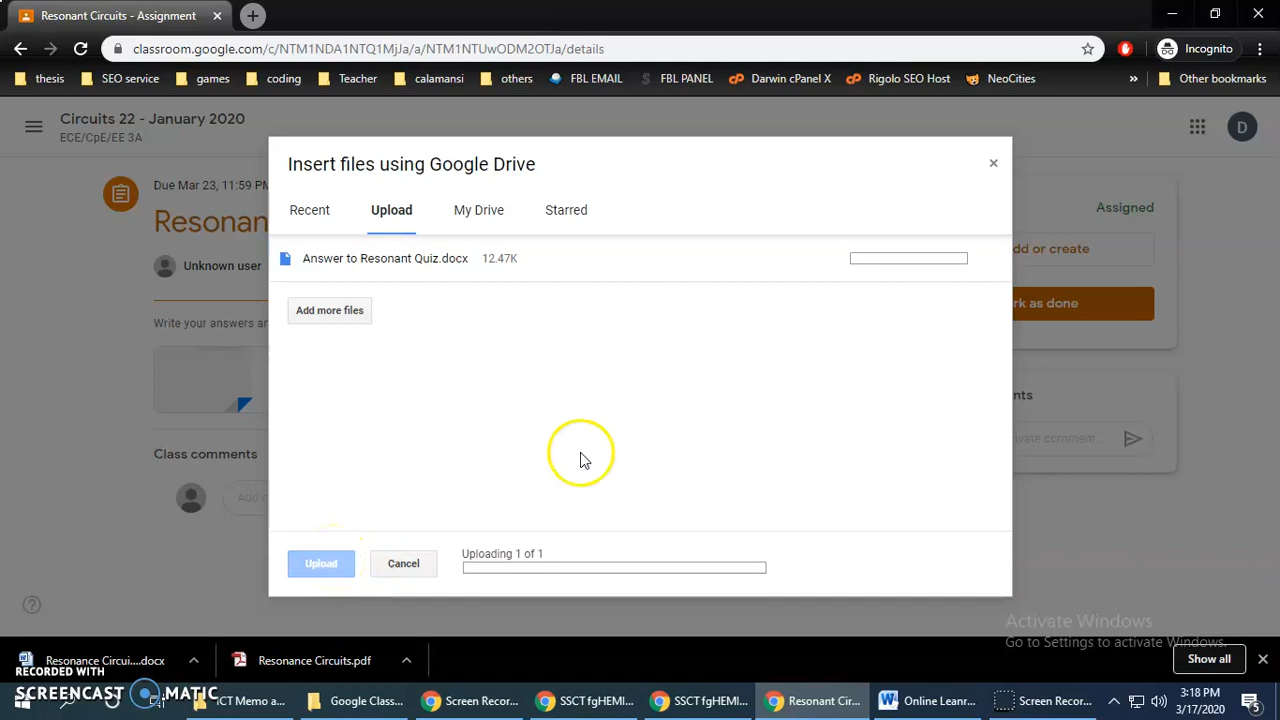 Resonant Circuits - Assignment
classroom.google.com/c/NTM1NDA1NTQ1MjJa/a/NTM1NTUwODM2OTJa/details
Incognito
thesis
SEO service
games
coding
Teacher
calamansi
others
FBL EMAIL
FBL PANEL
Darwin cPanel X
Rigolo SEO Host
NeoCities
»
Other bookmarks
Circuits 22 - January 2020
ECE/CpE/EE 3A
D
Due Mar 23, 11:59 PM
Assigned
Resonan
dd or create
Unknown user
rk as done
Write your answers an
nts
ivate comment...
Class comments
Add c
Insert files using Google Drive
×
Recent
Upload
My Drive
Starred
Answer to Resonant Quiz.docx
12.47K
Add more files
Upload
Cancel
Uploading 1 of 1
Activate Windows
Go to Settings to activate Windows.
Resonance Circui....docx
Resonance Circuits.pdf
Show all
RECORDED WITH
SCREENCAST MATIC
ICT Memo a...
Google Class...
Screen Recor...
SSCT fgHEMI...
SSCT fgHEMI...
Resonant Cir...
Online Learn...
Screen Recor...
3:18 PM
3/17/2020
5